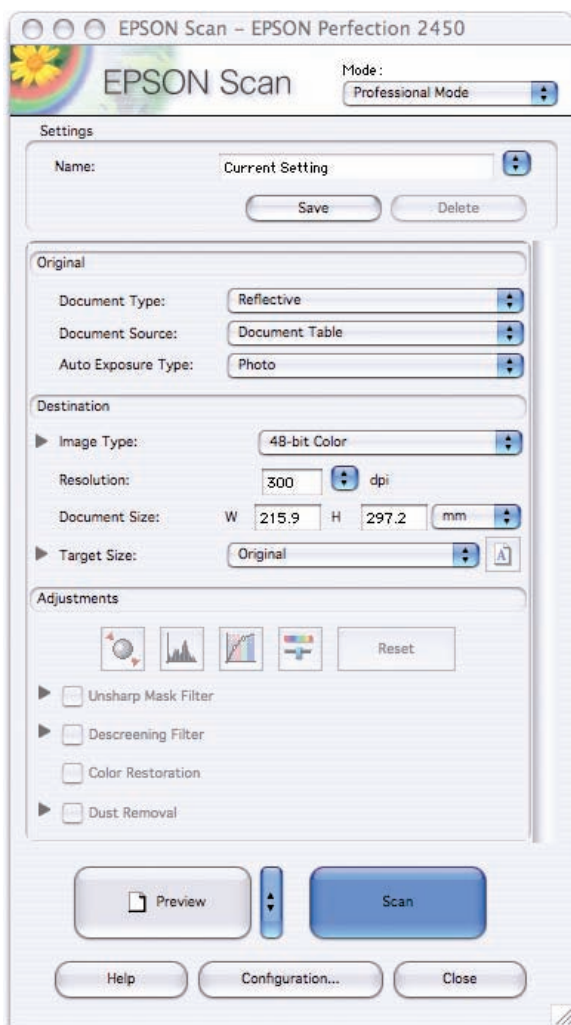 EPSON Scan - EPSON Perfection 2450
EPSON Scan
Mode:
Professional Mode
Settings
Name: Current Setting
Save Delete
Original
Document Type: Reflective
Document Source: Document Table
Auto Exposure Type: Photo
Destination
Image Type: 48-bit Color
Resolution: 300 dpi
Document Size: W 215.9 H 297.2 mm
Target Size: Original A
Adjustments
Reset
Unsharp Mask Filter
Descreening Filter
Color Restoration
Dust Removal
Preview Scan
Help Configuration... Close